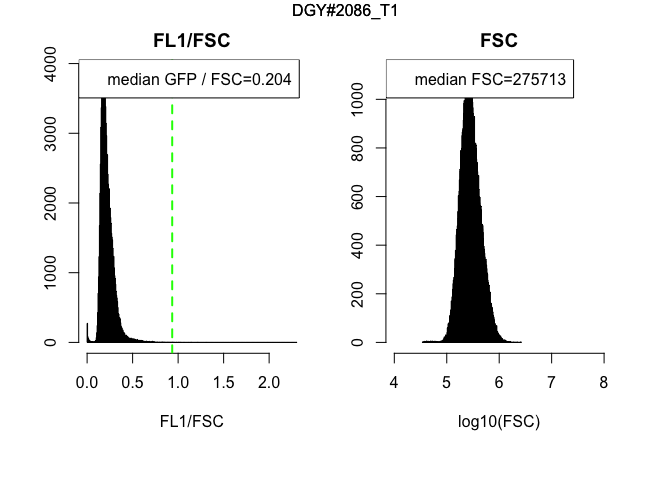 DGY#2086_T1
FL1/FSC
median GFP / FSC=0.204
0
1000
2000
3000
4000
0.0 0.5 1.0 1.5 2.0
FL1/FSC
FSC
median FSC=275713
0
200
400
600
800
1000
4 5 6 7 8
log10(FSC)